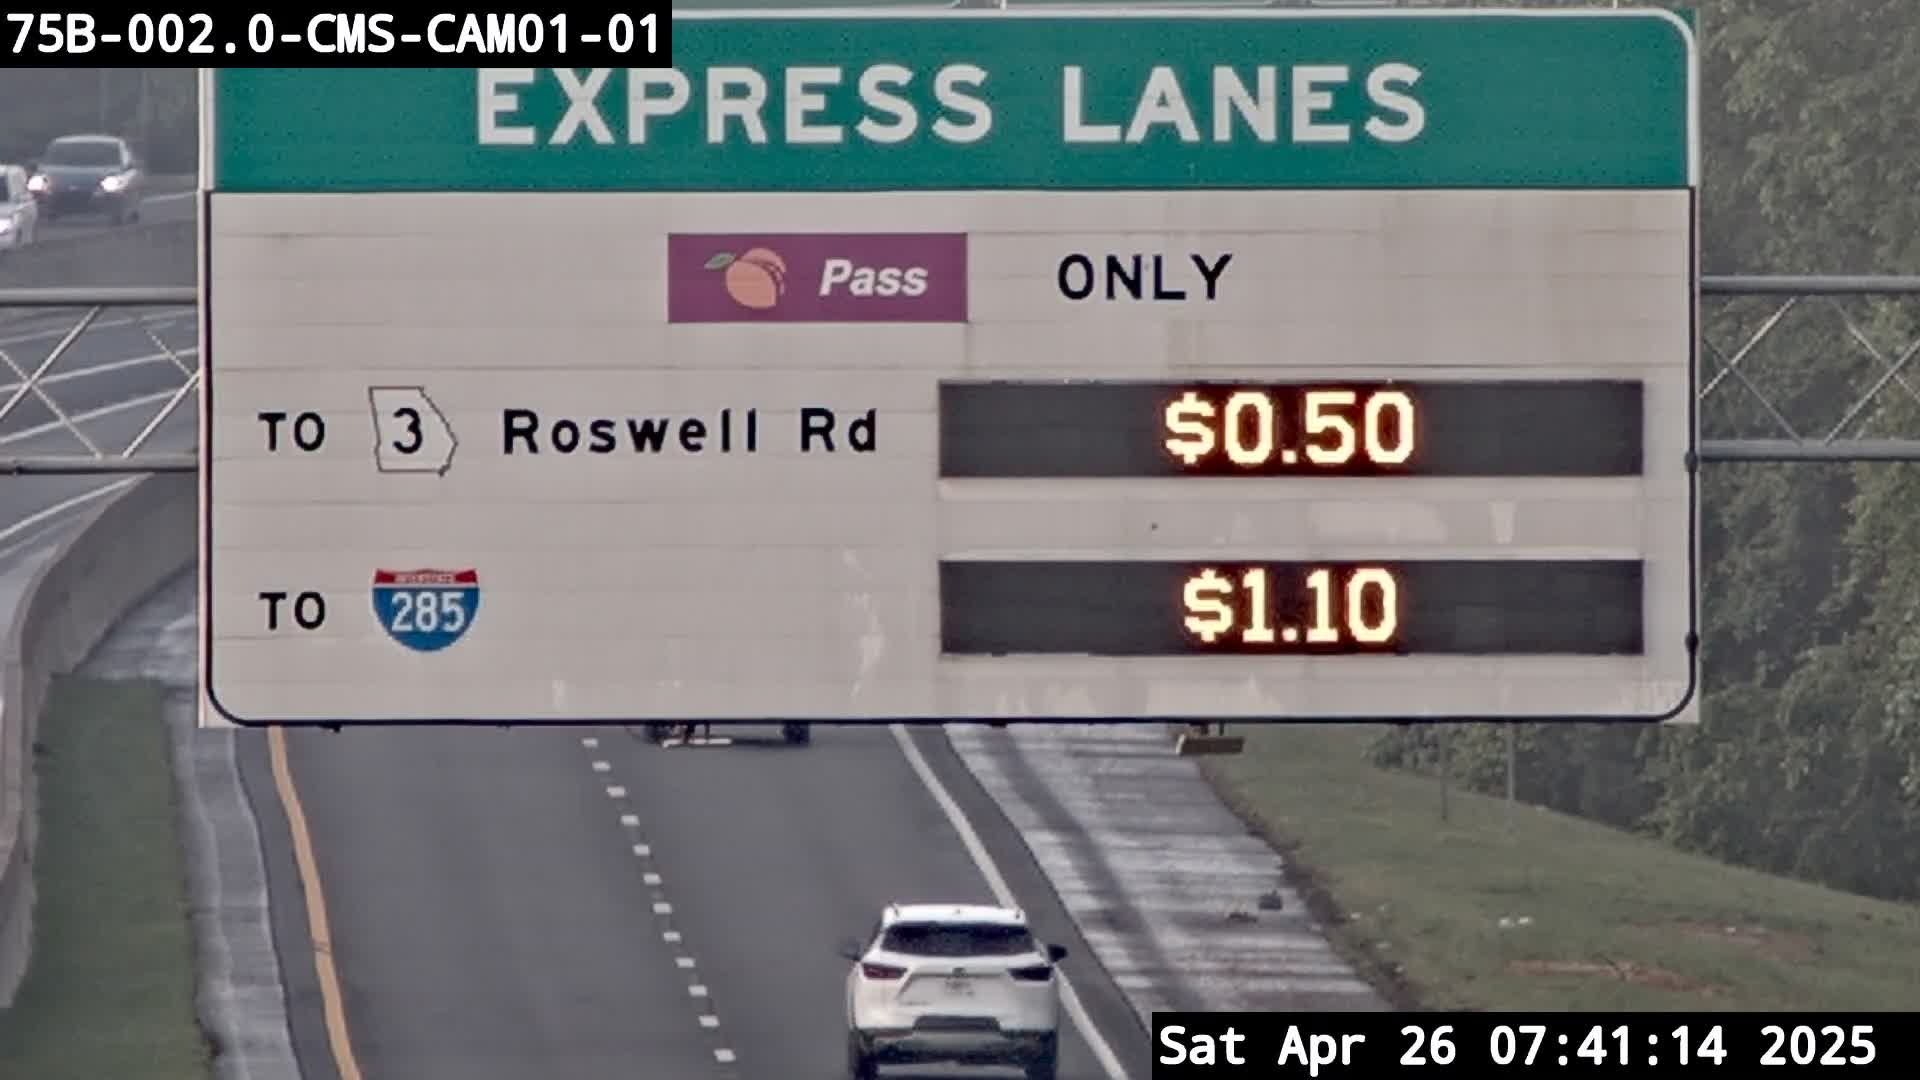 75B-002.0-CMS-CAM01-01
EXPRESS LANES
Pass ONLY
TO 3 Roswell Rd $0.50
TO 285 $1.10
Sat Apr 26 07:41:14 2025